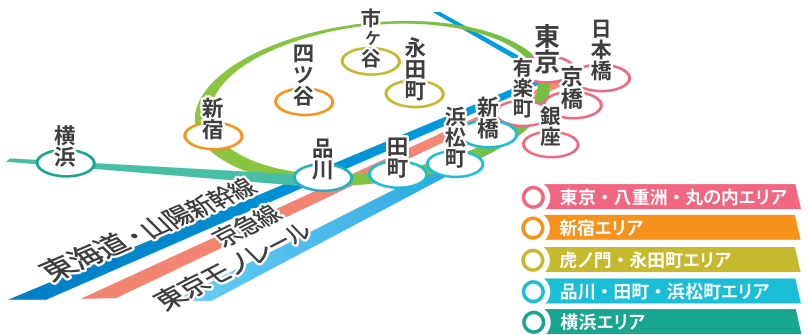 市ヶ谷
四ツ谷
永田町
新宿
横浜
品川
田町
浜松町
新橋
有楽町
東京
京橋
日本橋
銀座
東海道・山陽新幹線
京急線
東京モノレール
東京・八重洲・丸の内エリア
新宿エリア
虎ノ門・永田町エリア
品川・田町・浜松町エリア
横浜エリア